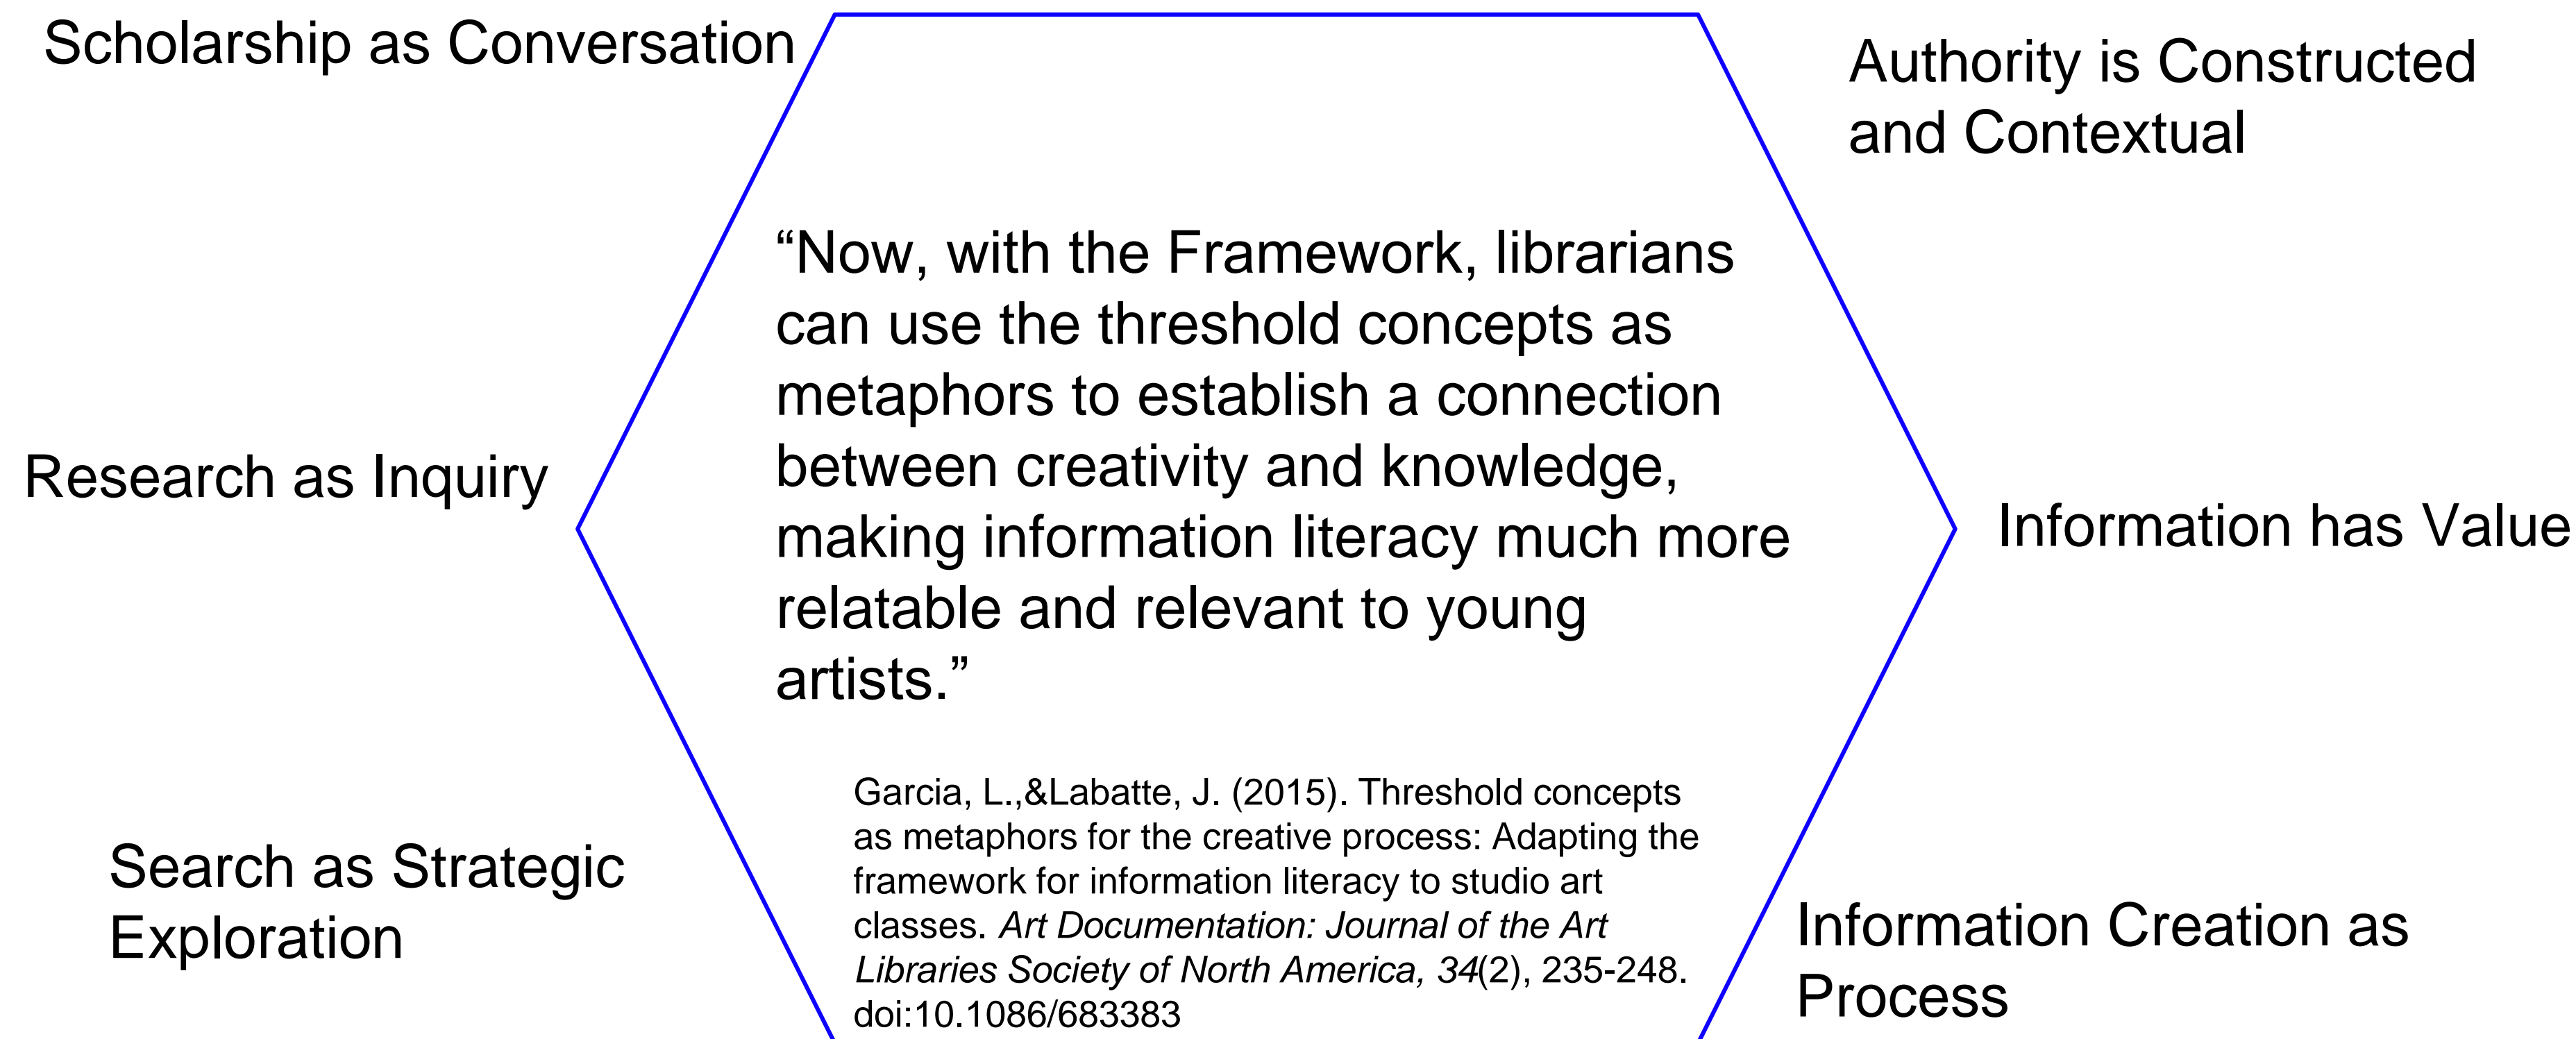 Scholarship as Conversation
Authority is Constructed
and Contextual
“Now, with the Framework, librarians
can use the threshold concepts as
metaphors to establish a connection
between creativity and knowledge,
making information literacy much more
relatable and relevant to young
artists.”
Research as Inquiry
Information has Value
Garcia, L.,&Labatte, J. (2015). Threshold concepts
as metaphors for the creative process: Adapting the
framework for information literacy to studio art
classes. Art Documentation: Journal of the Art
Libraries Society of North America, 34(2), 235-248.
doi:10.1086/683383
Search as Strategic
Exploration
Information Creation as
Process